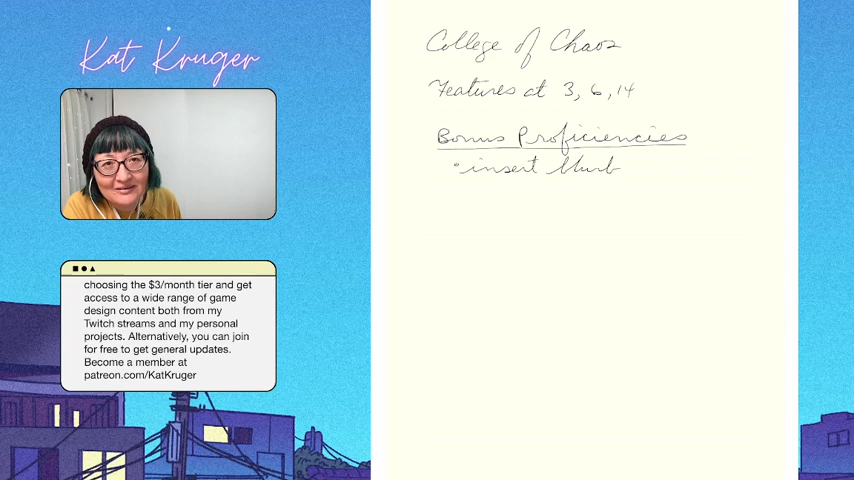 Kat Kruger
choosing the $3/month tier and get
access to a wide range of game
design content both from my
Twitch streams and my personal
projects. Alternatively, you can join
for free to get general updates.
Become a member at
patreon.com/KatKruger
College of Chaos
Features at 3, 6, 14
Bonus Proficiencies
• insert blurb